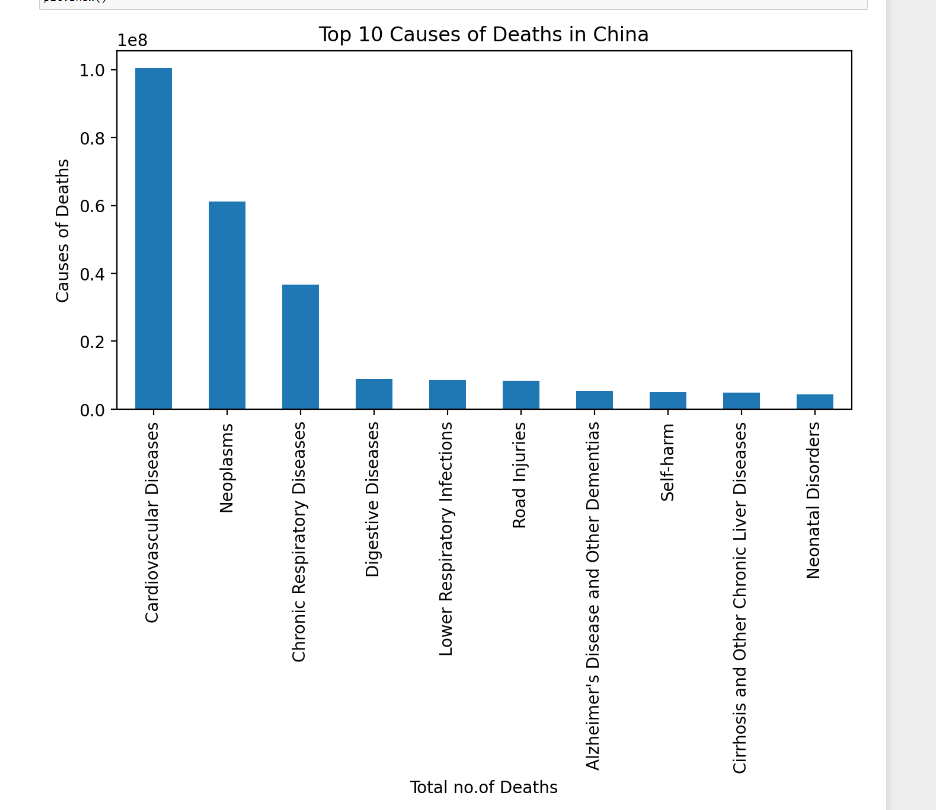 Top 10 Causes of Deaths in China
1e8
1.0
0.8
0.6
0.4
0.2
0.0
Causes of Deaths
Cardiovascular Diseases
Neoplasms
Chronic Respiratory Diseases
Digestive Diseases
Lower Respiratory Infections
Road Injuries
Alzheimer's Disease and Other Dementias
Self-harm
Cirrhosis and Other Chronic Liver Diseases
Neonatal Disorders
Total no.of Deaths